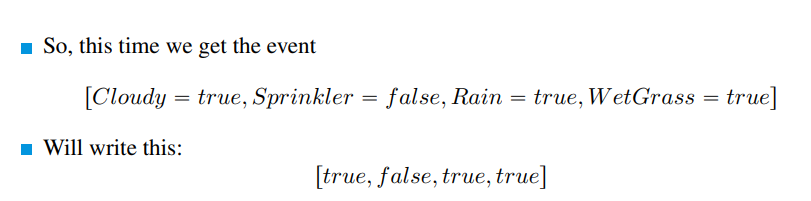 So, this time we get the event
[Cloudy = true, Sprinkler = false, Rain = true, WetGrass = true]
Will write this:
[true, false, true, true]